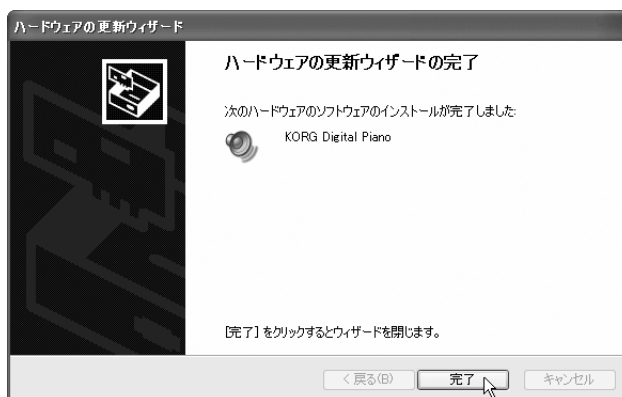 ハードウェアの更新ウィザード
ハードウェアの更新ウィザードの完了
次のハードウェアのソフトウェアのインストールが完了しました:
KORG Digital Piano
[完了] をクリックするとウィザードを閉じます。
< 戻る(B)
完了
キャンセル